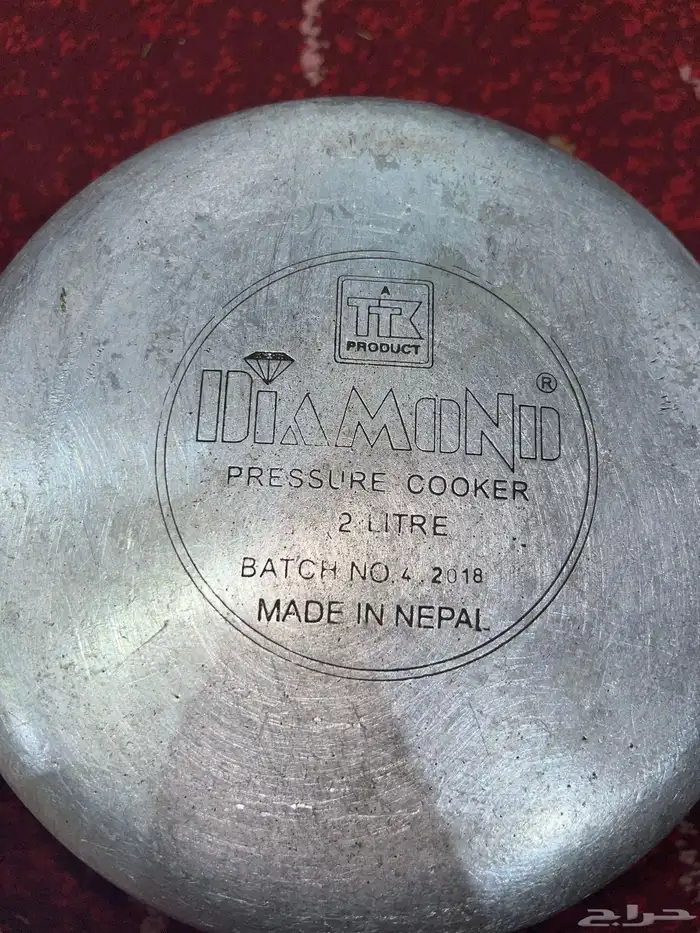 A
TTK
PRODUCT
DIAMOND ®
PRESSURE COOKER
2 LITRE
BATCH NO. 4. 2018
MADE IN NEPAL
حراج